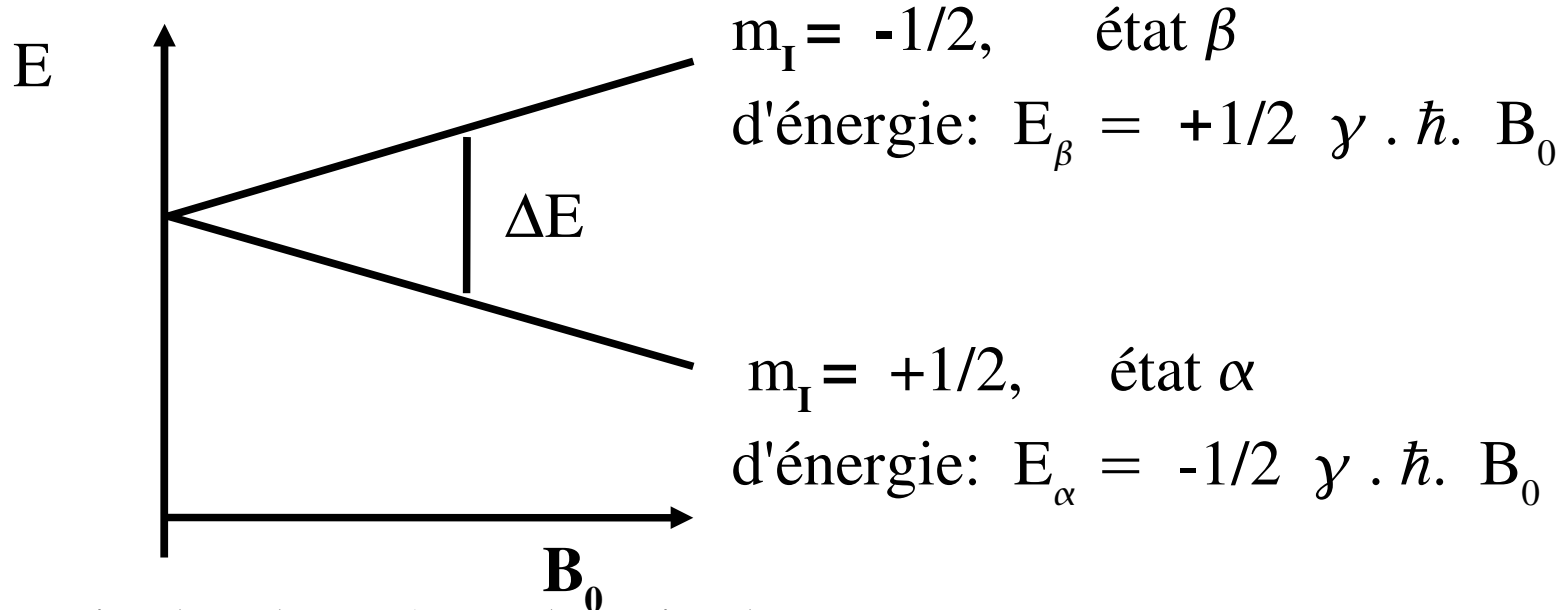 E
m_I = -1/2, état β
d'énergie: E_β = +1/2 γ . ℏ. B_0
ΔE
m_I = +1/2, état α
d'énergie: E_α = -1/2 γ . ℏ. B_0
B_0